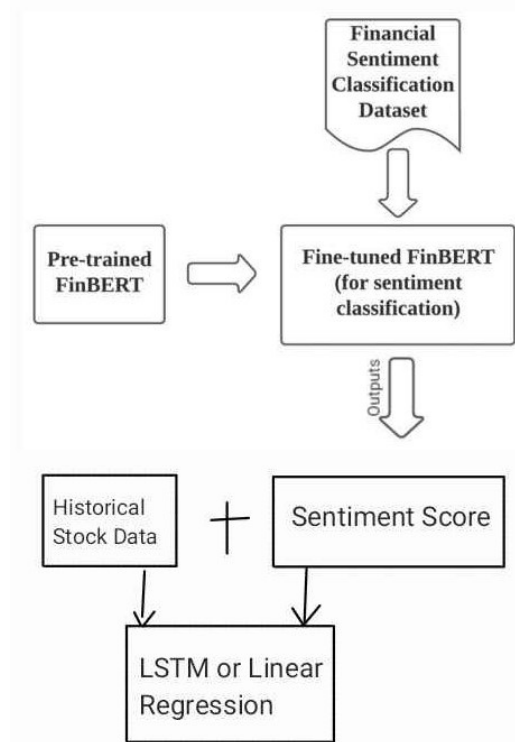 Financial
Sentiment
Classification
Dataset
Pre-trained
FinBERT
Fine-tuned FinBERT
(for sentiment
classification)
Outputs
Historical
Stock Data
+
Sentiment Score
LSTM or Linear
Regression